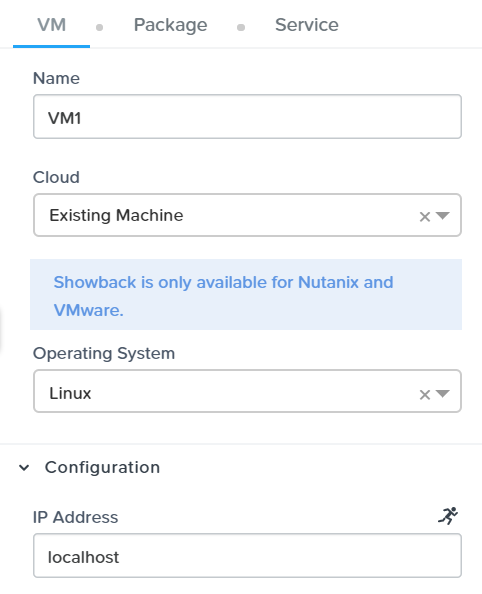 VM Package Service
Name
VM1
Cloud
Existing Machine
Showback is only available for Nutanix and
VMware.
Operating System
Linux
Configuration
IP Address
localhost